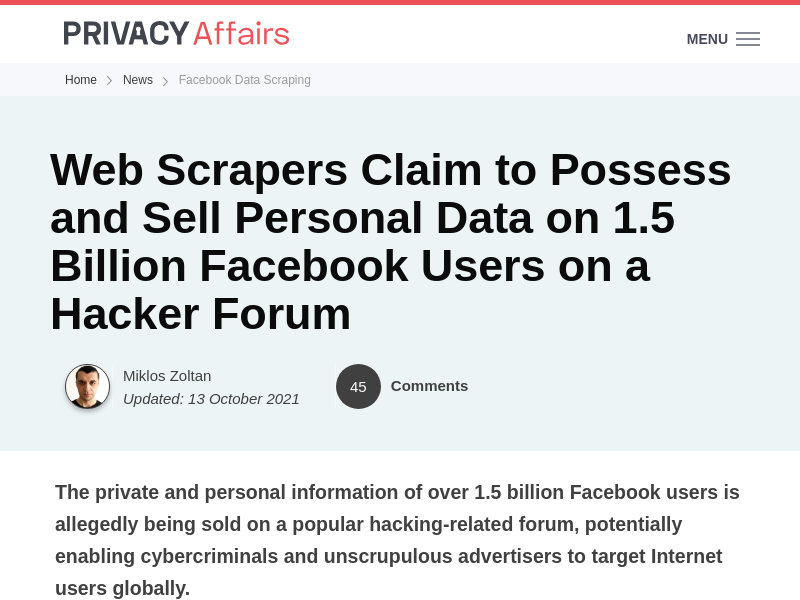 PRIVACY Affairs
MENU
Home > News > Facebook Data Scraping
Web Scrapers Claim to Possess
and Sell Personal Data on 1.5
Billion Facebook Users on a
Hacker Forum
Miklos Zoltan
Updated: 13 October 2021
45 Comments
The private and personal information of over 1.5 billion Facebook users is
allegedly being sold on a popular hacking-related forum, potentially
enabling cybercriminals and unscrupulous advertisers to target Internet
users globally.